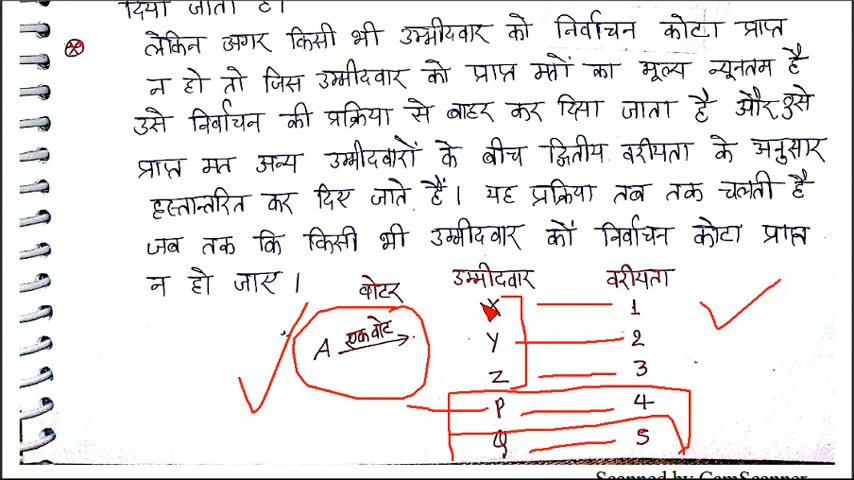 दिया जाता है।
लेकिन अगर किसी भी उम्मीदवार को निर्वाचन कोटा प्राप्त
न हो तो जिस उम्मीदवार को प्राप्त मतों का मूल्य न्यूनतम है
उसे निर्वाचन की प्रक्रिया से बाहर कर दिया जाता है और उसे
प्राप्त मत अन्य उम्मीदवारों के बीच द्वितीय वरीयता के अनुसार
हस्तान्तरित कर दिए जाते हैं। यह प्रक्रिया तब तक चलती है
जब तक कि किसी भी उम्मीदवार कों निर्वाचन कोटा प्राप्त
न हो जाए।
वोटर उम्मीदवार वरीयता
X 1
A एक वोट Y 2
Z 3
P 4
Q 5
Scanned by CamScanner